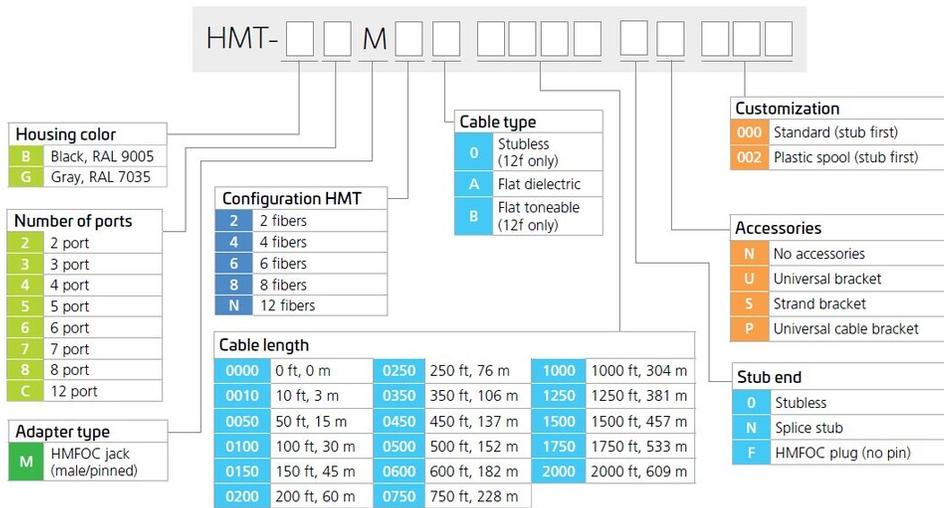 HMT- M
Housing color
B Black, RAL 9005
G Gray, RAL 7035
Number of ports
2 2 port
3 3 port
4 4 port
5 5 port
6 6 port
7 7 port
8 8 port
C 12 port
Adapter type
M HMFOC jack
(male/pinned)
Configuration HMT
2 2 fibers
4 4 fibers
6 6 fibers
8 8 fibers
N 12 fibers
Cable type
0 Stubless
(12f only)
A Flat dielectric
B Flat toneable
(12f only)
Cable length
0000 0 ft, 0 m 0250 250 ft, 76 m 1000 1000 ft, 304 m
0010 10 ft, 3 m 0350 350 ft, 106 m 1250 1250 ft, 381 m
0050 50 ft, 15 m 0450 450 ft, 137 m 1500 1500 ft, 457 m
0100 100 ft, 30 m 0500 500 ft, 152 m 1750 1750 ft, 533 m
0150 150 ft, 45 m 0600 600 ft, 182 m 2000 2000 ft, 609 m
0200 200 ft, 60 m 0750 750 ft, 228 m
Customization
000 Standard (stub first)
002 Plastic spool (stub first)
Accessories
N No accessories
U Universal bracket
S Strand bracket
P Universal cable bracket
Stub end
0 Stubless
N Splice stub
F HMFOC plug (no pin)